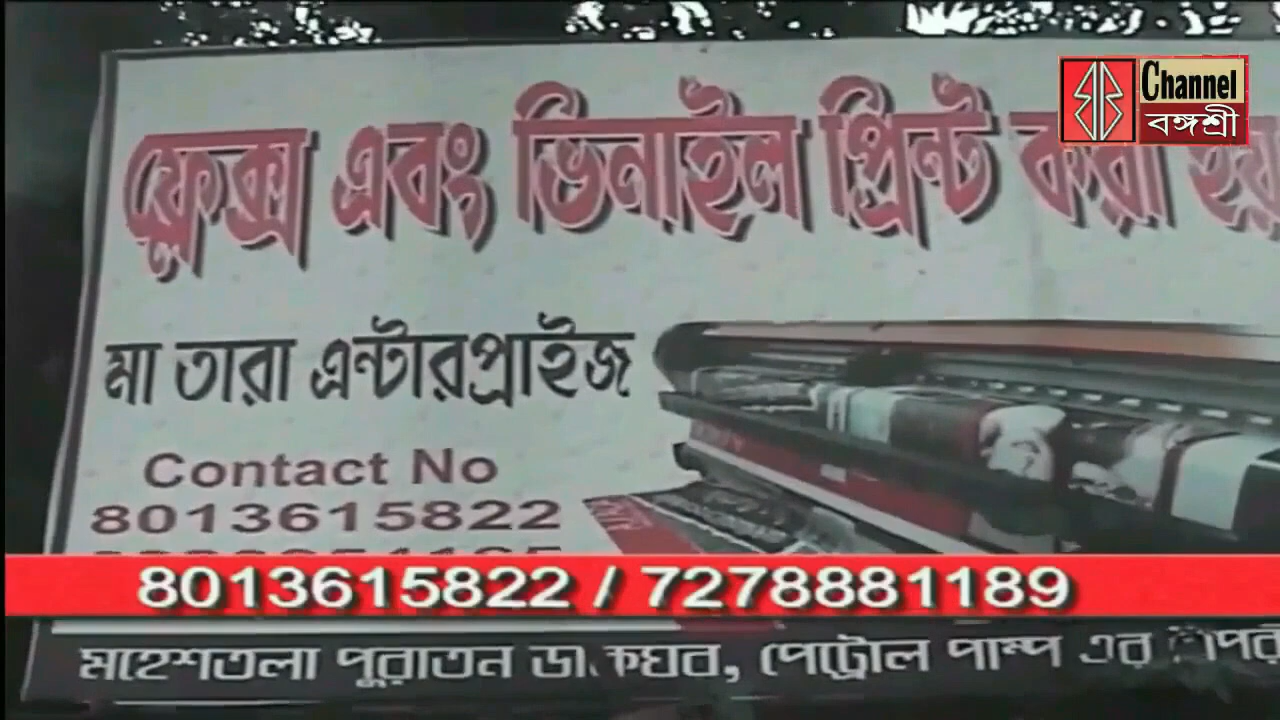 Channel
বঙ্গশ্রী
ফ্লেক্স এবং ভিনাইল প্রিন্ট করা হয়
মা তারা এন্টারপ্রাইজ
Contact No
8013615822
8013615822 / 7278881189
মহেশতলা পুরাতন ডাকঘর, পেট্রোল পাম্প এর